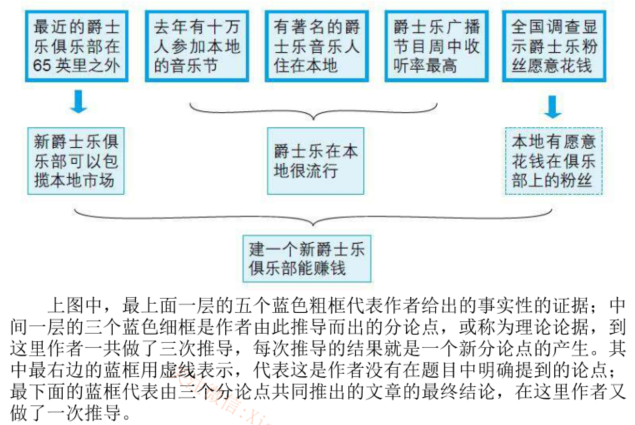 最近的爵士
乐俱乐部在
65 英里之外
去年有十万
人参加本地
的音乐节
有著名的爵
士乐音乐人
住在本地
爵士乐广播
节目周中收
听率最高
全国调查显
示爵士乐粉
丝愿意花钱
新爵士乐俱
乐部可以包
揽本地市场
爵士乐在本
地很流行
本地有愿意
花钱在俱乐
部上的粉丝
建一个新爵士乐
俱乐部能赚钱
上图中，最上面一层的五个蓝色粗框代表作者给出的事实性的证据；中
间一层的三个蓝色细框是作者由此推导而出的分论点，或称为理论论据，到
这里作者一共做了三次推导，每次推导的结果就是一个新分论点的产生。其
中最右边的蓝框用虚线表示，代表这是作者没有在题目中明确提到的论点；
最下面的蓝框代表由三个分论点共同推出的文章的最终结论，在这里作者又
做了一次推导。